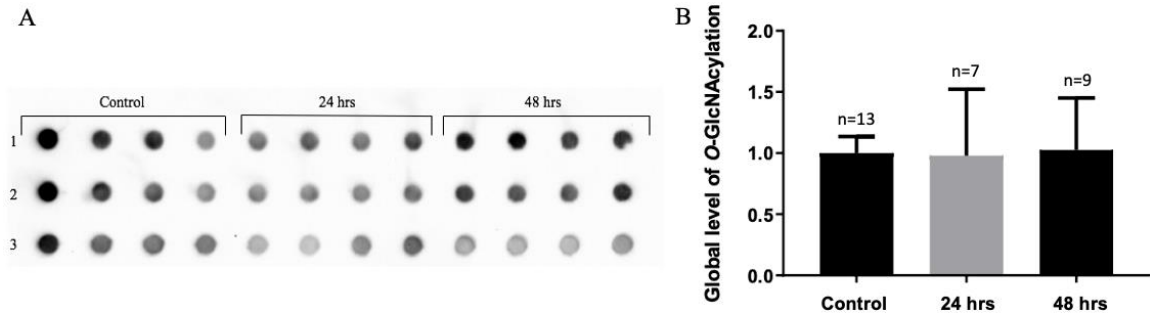 A
Control 24 hrs 48 hrs
1
2
3
B
Global level of O-GlcNAcylation
2.0
1.5
1.0
0.5
0.0
n=13
n=7
n=9
Control 24 hrs 48 hrs